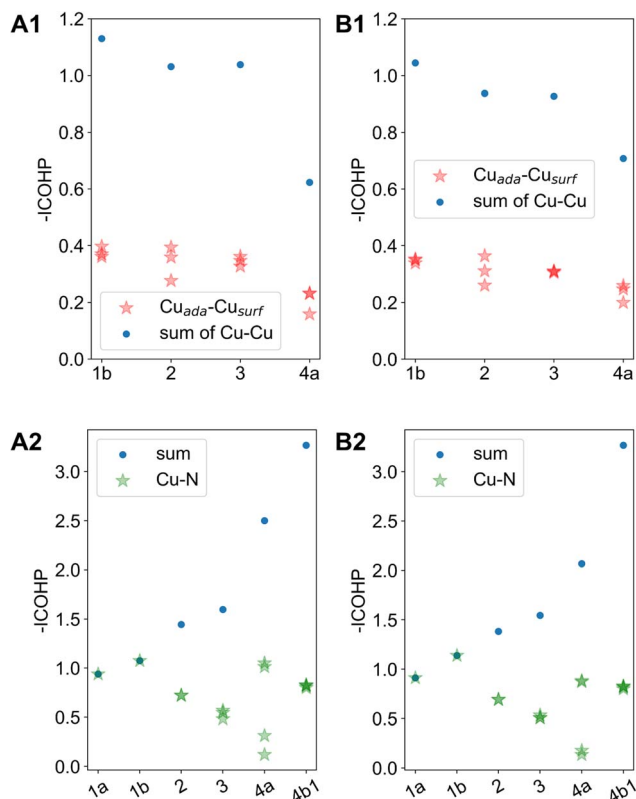 A1
1.2
1.0
0.8
0.6
0.4
0.2
0.0
-ICOHP
Cu_ada-Cu_surf
sum of Cu-Cu
1b 2 3 4a
B1
1.2
1.0
0.8
0.6
0.4
0.2
0.0
-ICOHP
Cu_ada-Cu_surf
sum of Cu-Cu
1b 2 3 4a
A2
3.0
2.5
2.0
1.5
1.0
0.5
0.0
-ICOHP
sum
Cu-N
1a 1b 2 3 4a 4b1
B2
3.0
2.5
2.0
1.5
1.0
0.5
0.0
-ICOHP
sum
Cu-N
1a 1b 2 3 4a 4b1